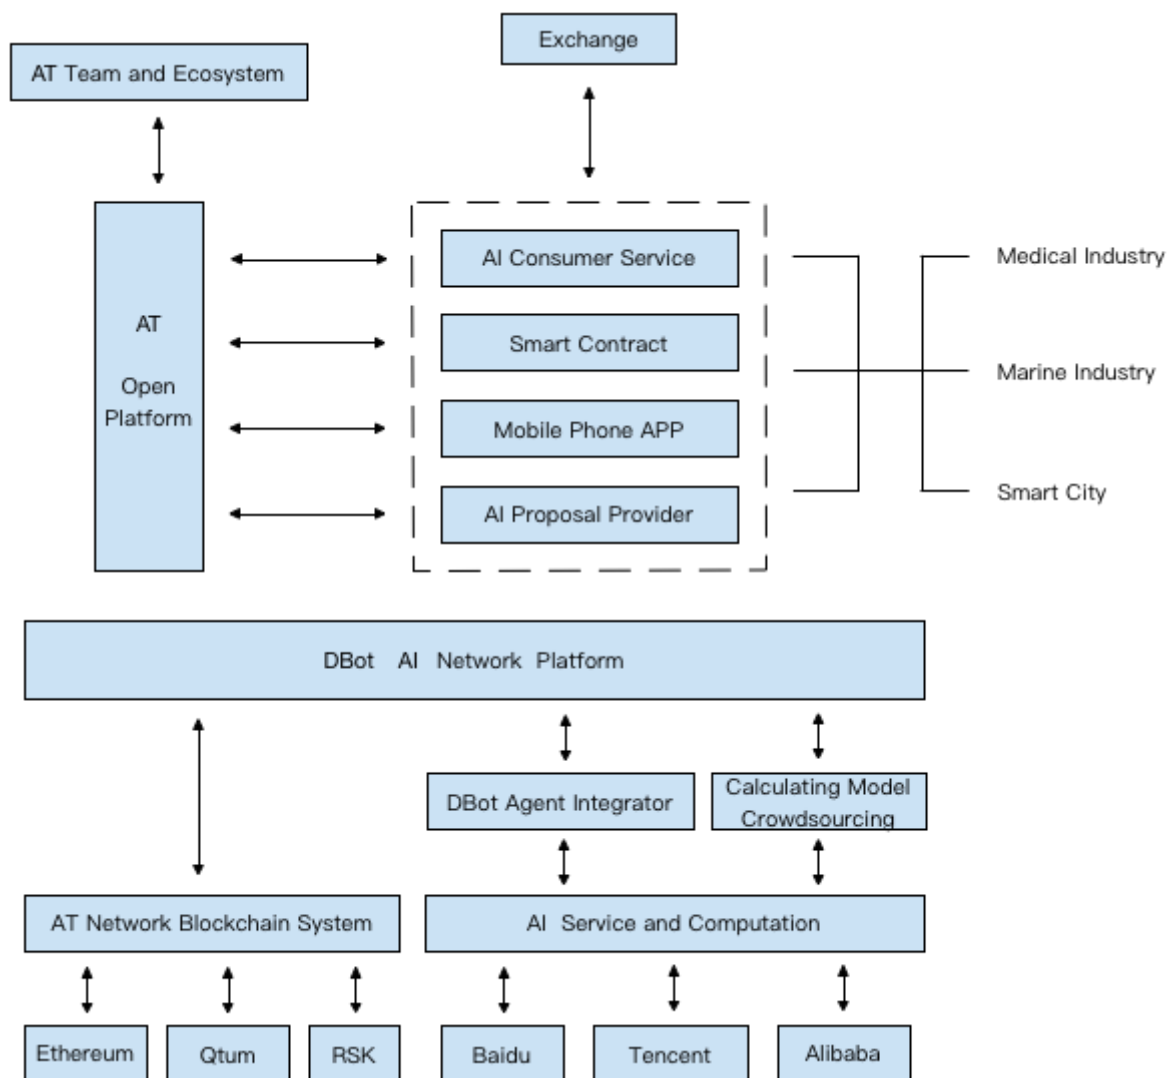 Exchange
AT Team and Ecosystem
AT
Open
Platform
AI Consumer Service
Smart Contract
Mobile Phone APP
AI Proposal Provider
Medical Industry
Marine Industry
Smart City
DBot AI Network Platform
DBot Agent Integrator
Calculating Model
Crowdsourcing
AT Network Blockchain System
AI Service and Computation
Ethereum
Qtum
RSK
Baidu
Tencent
Alibaba